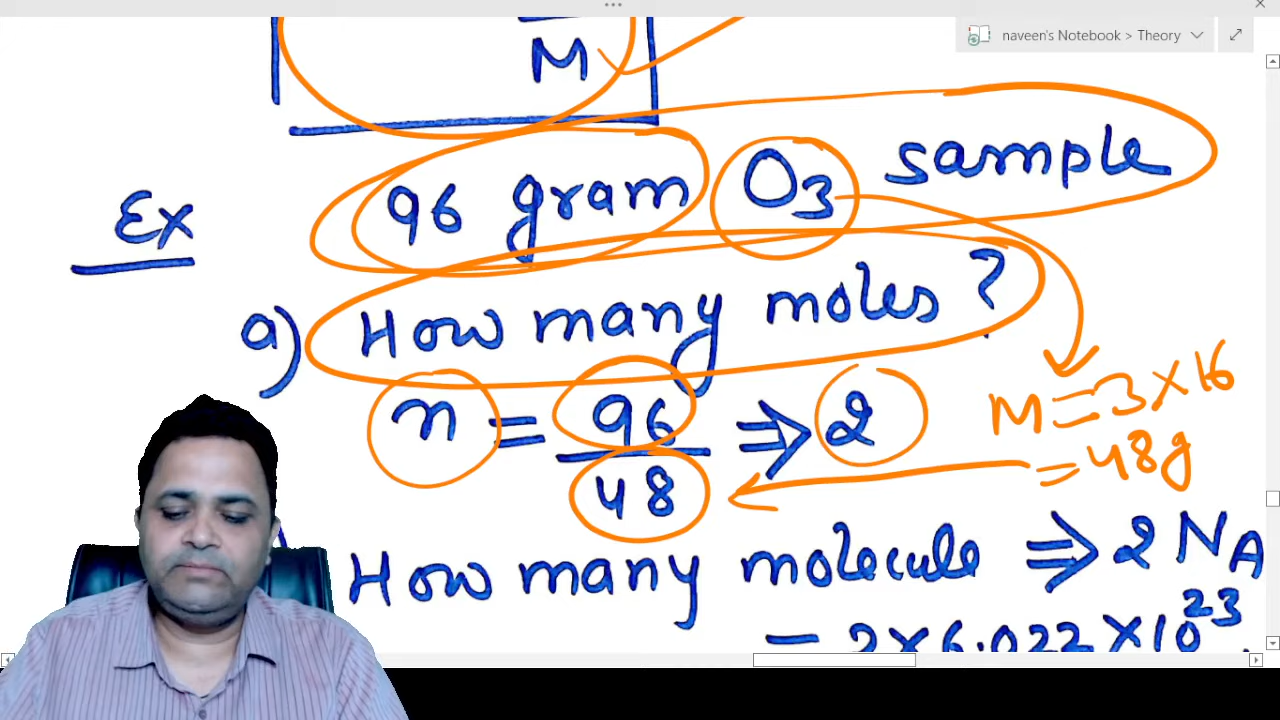 naveen's Notebook > Theory
M
Ex 96 gram O3 sample
a) How many moles ?
n = 96/48 ⇒ 2
M = 3 × 16
= 48g
How many molecule ⇒ 2 NA
= 2×6.022×10^23